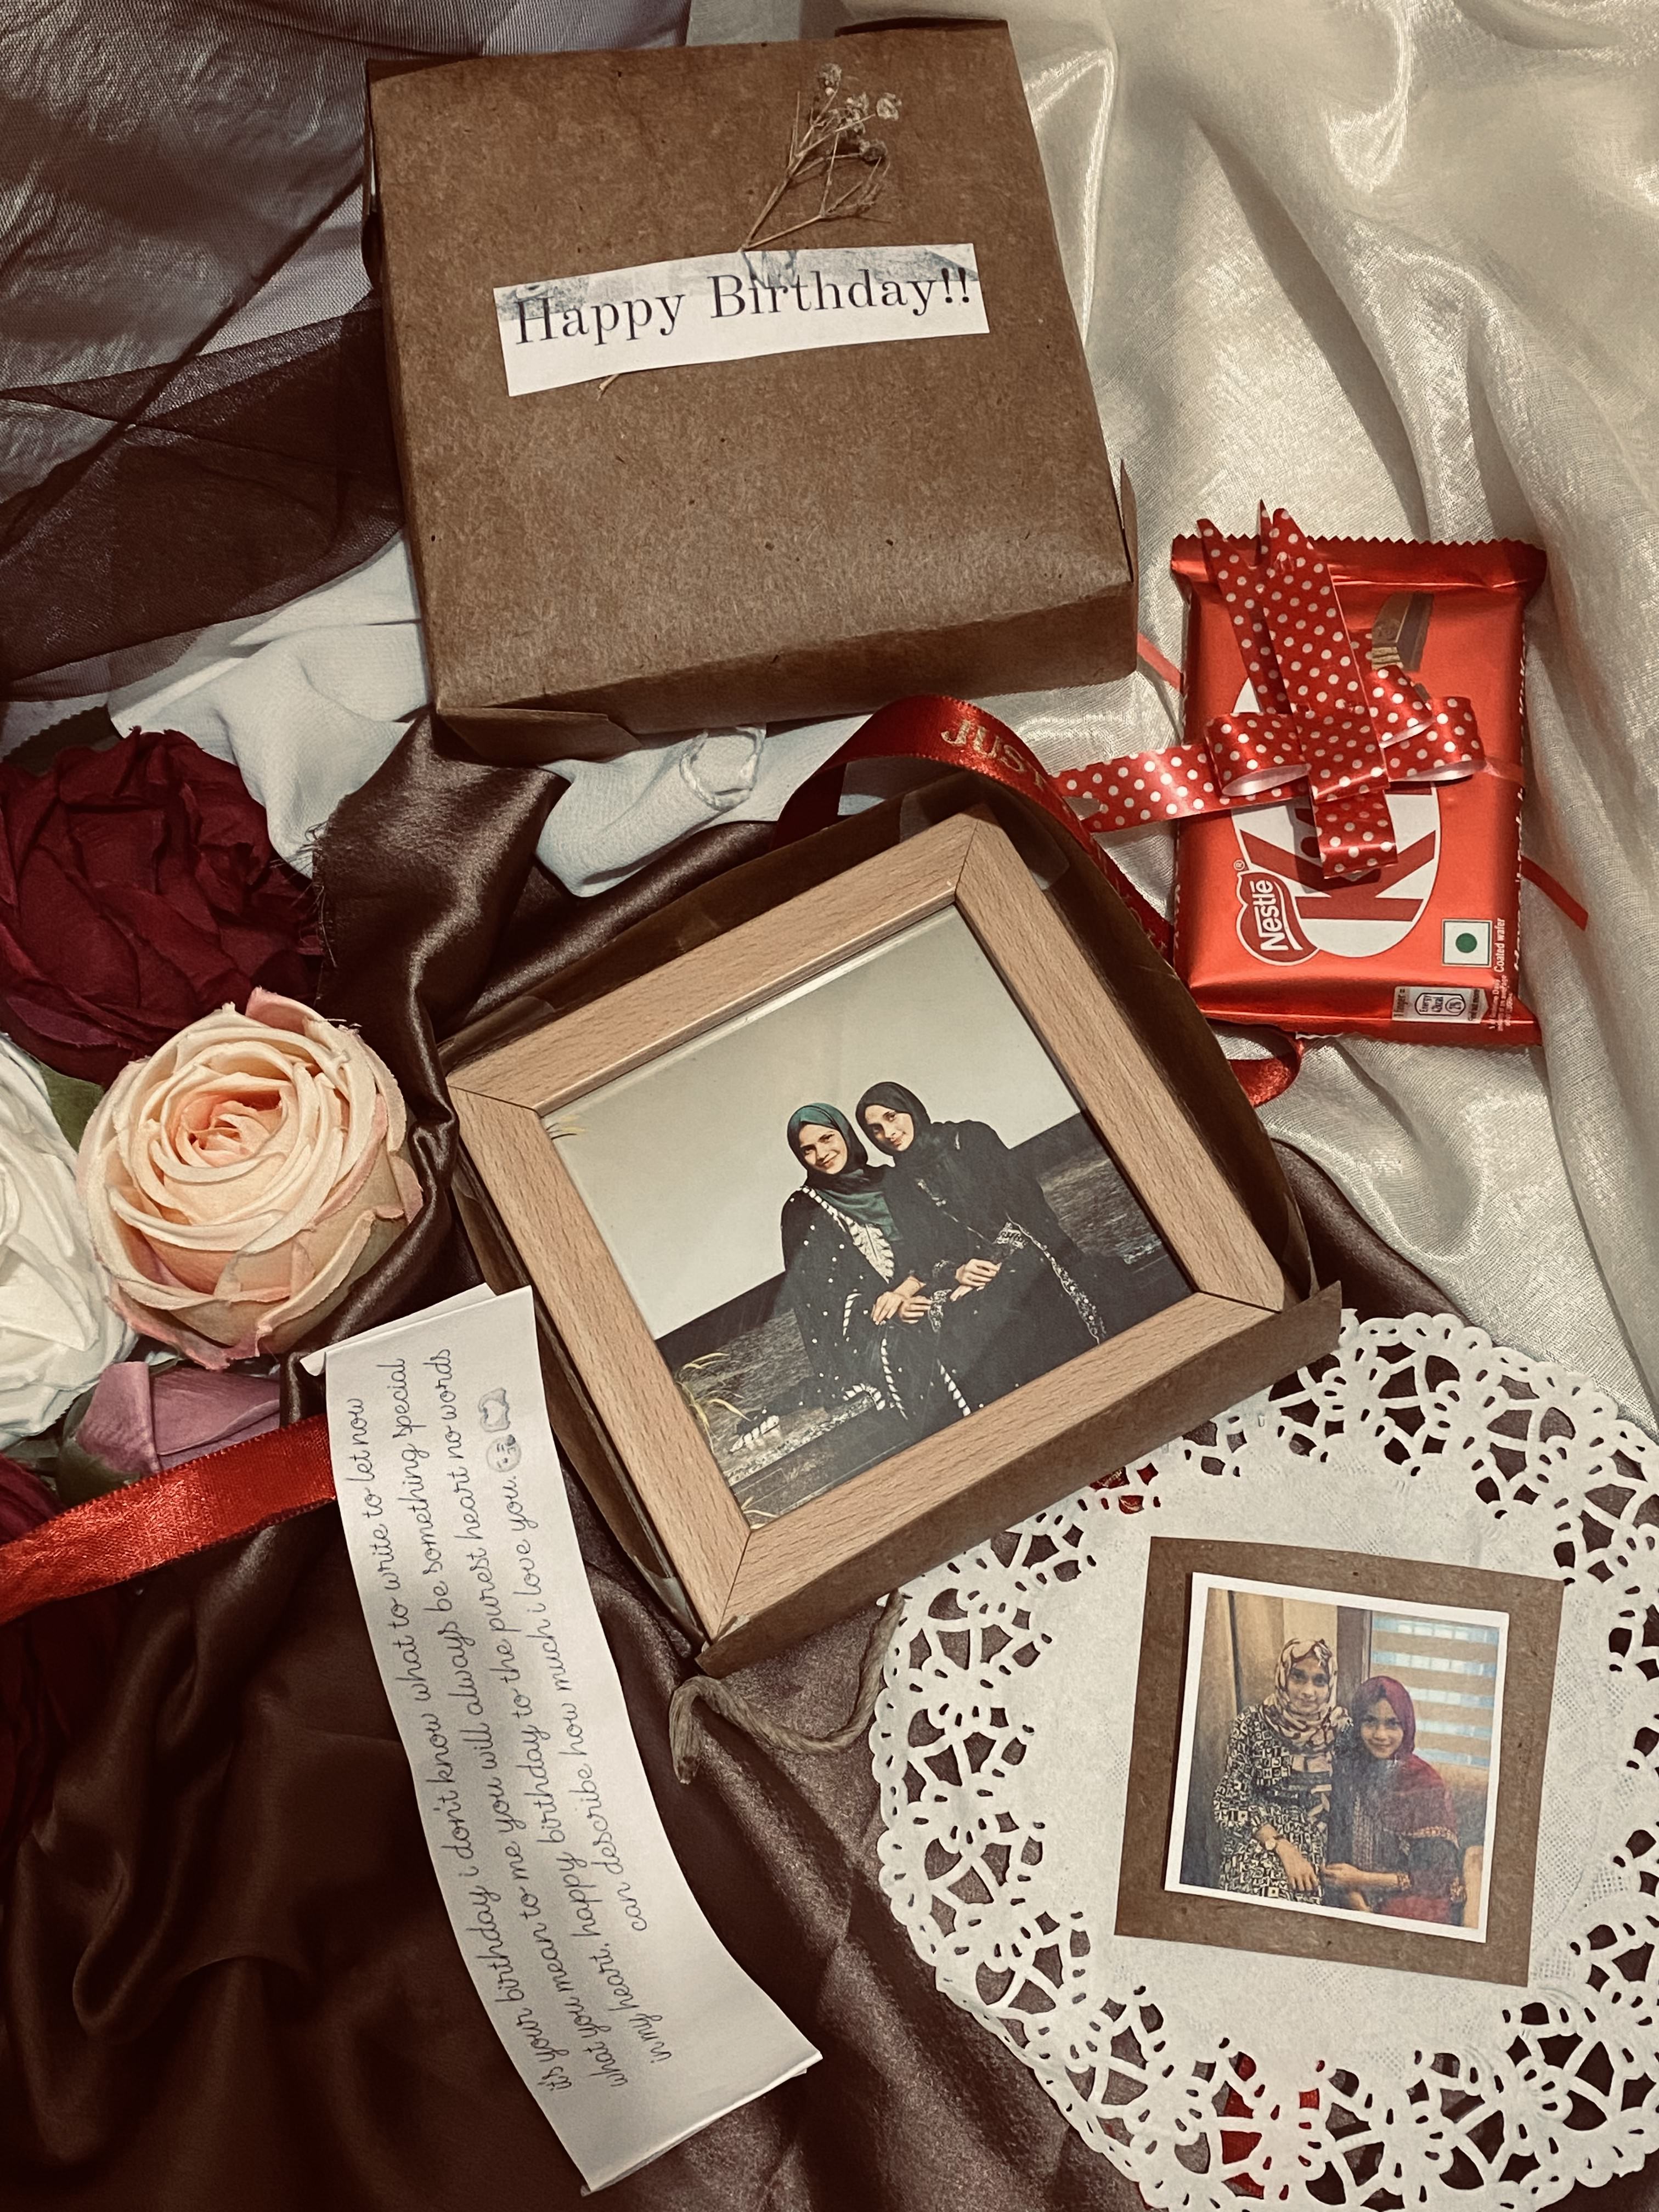 Happy Birthday!!
JUST
Nestlé®
Coated wafer
it's your birthday i don't know what to write to let now
what you mean to me you will always be something special
in my heart. happy birthday to the purest heart no words
can describe how much i love you.